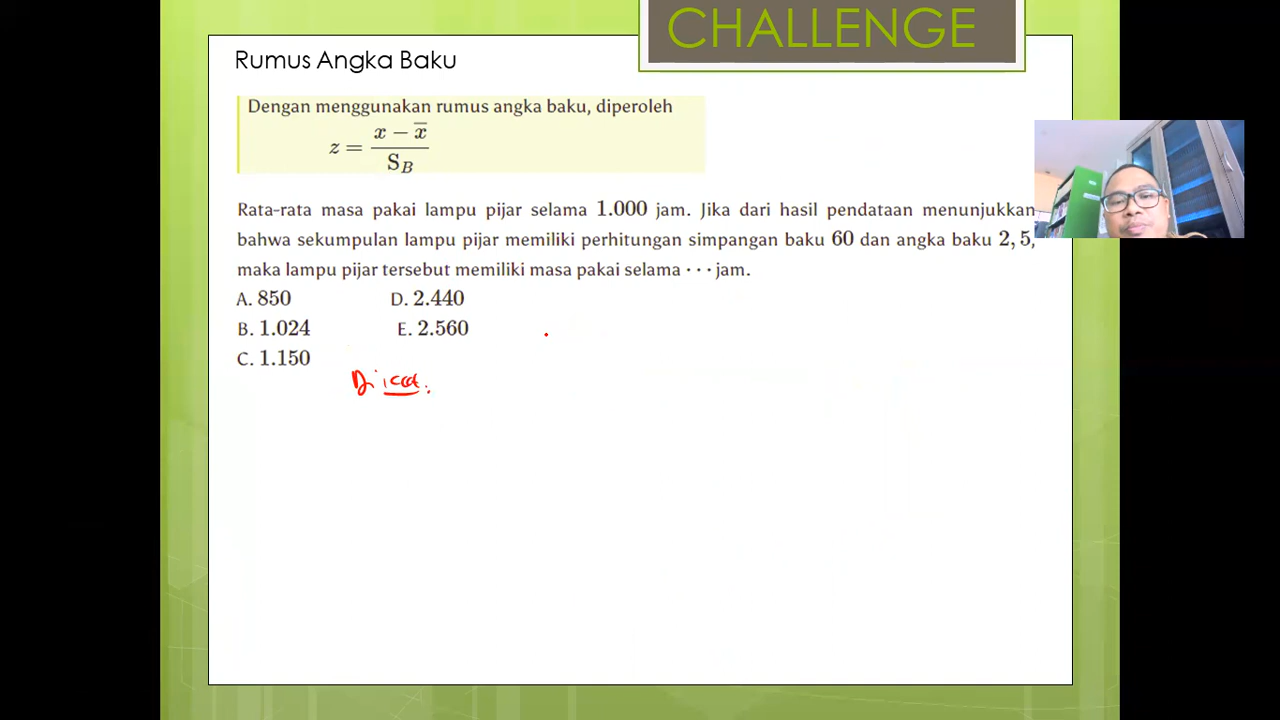 CHALLENGE
Rumus Angka Baku
Dengan menggunakan rumus angka baku, diperoleh
z = (x − x̅) / S_B
Rata-rata masa pakai lampu pijar selama 1.000 jam. Jika dari hasil pendataan menunjukkan
bahwa sekumpulan lampu pijar memiliki perhitungan simpangan baku 60 dan angka baku 2,5,
maka lampu pijar tersebut memiliki masa pakai selama ⋯ jam.
A. 850 D. 2.440
B. 1.024 E. 2.560
C. 1.150